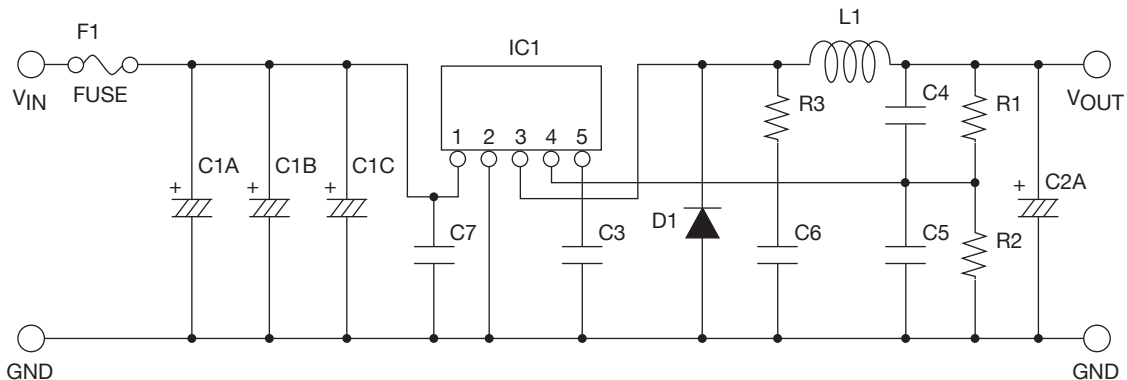 F1
V_IN
FUSE
IC1
L1
V_OUT
1 2 3 4 5
R3
C4
R1
C1A
C1B
C1C
+
+
+
C7
C3
D1
C6
C5
R2
+
C2A
GND
GND